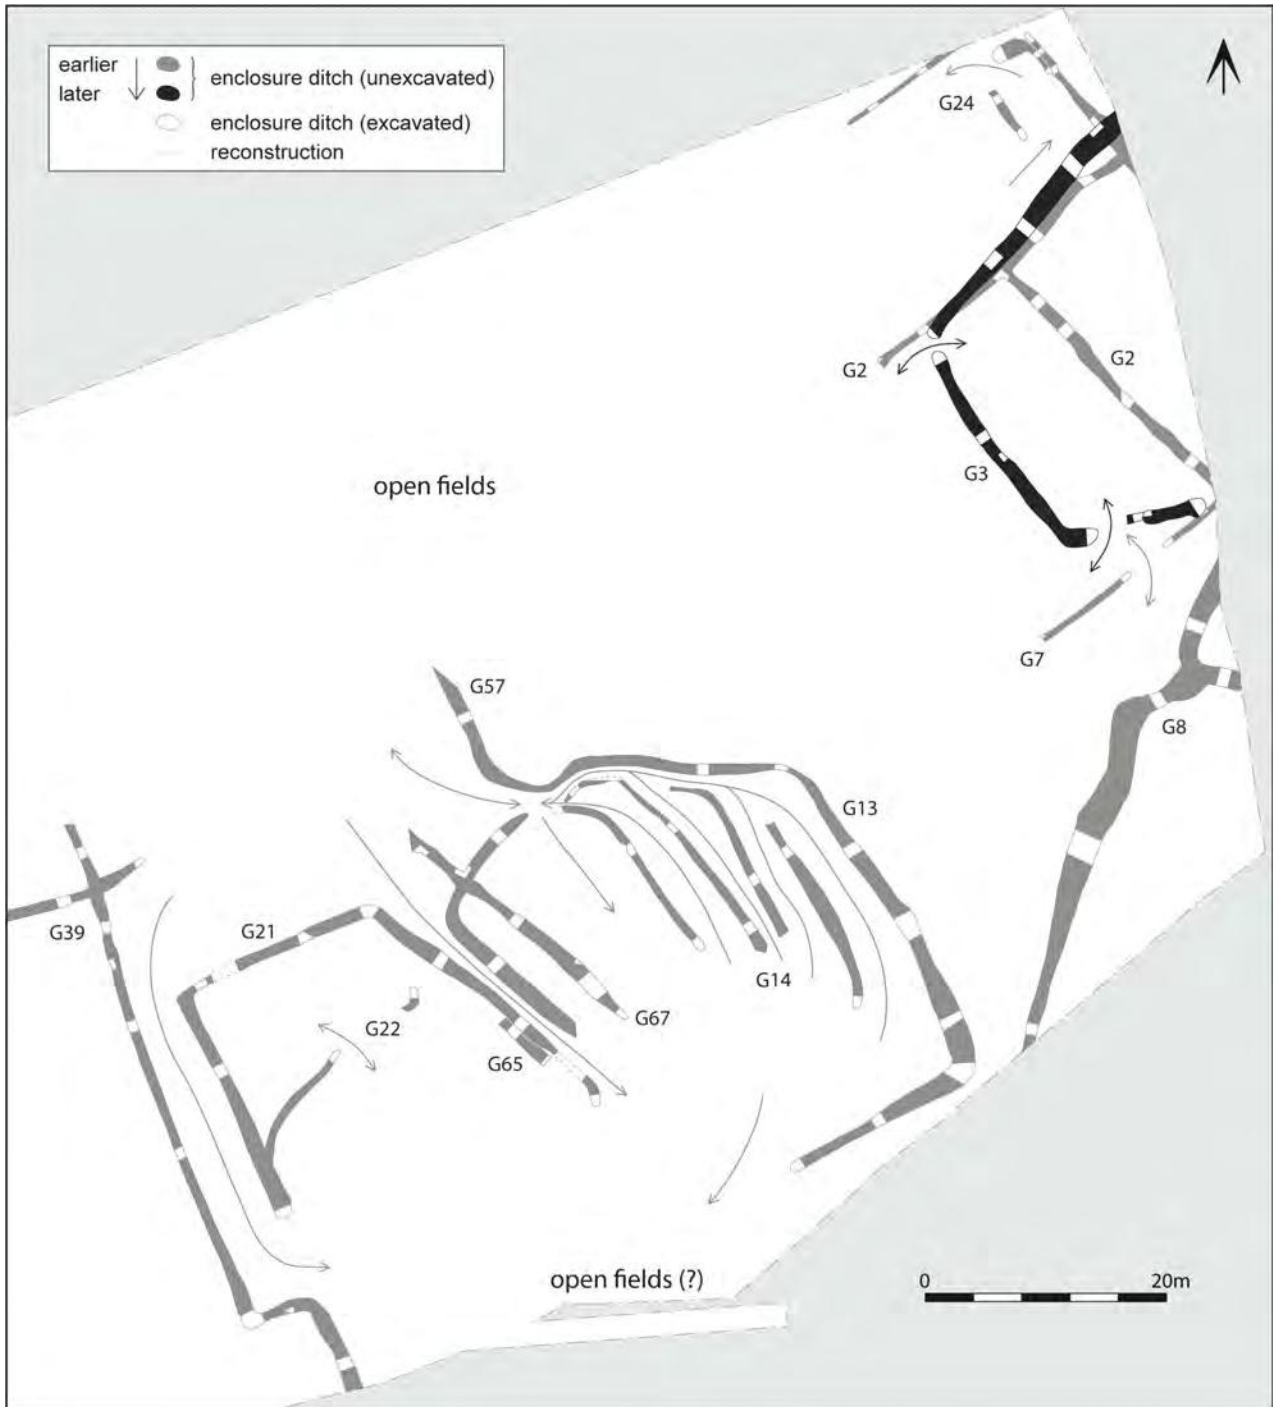 earlier
later
enclosure ditch (unexcavated)
enclosure ditch (excavated)
reconstruction
G24
G2
G2
G3
open fields
G7
G57
G8
G13
G39
G21
G14
G22
G67
G65
open fields (?)
0 20m